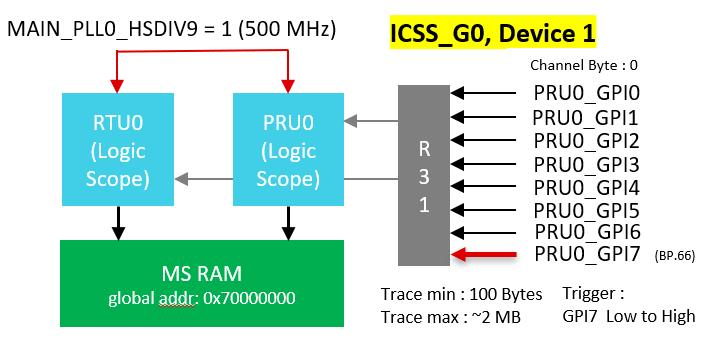 MAIN_PLL0_HSDIV9 = 1 (500 MHz)
ICSS_G0, Device 1
Channel Byte : 0
RTU0
(Logic
Scope)
PRU0
(Logic
Scope)
R
3
1
PRU0_GPI0
PRU0_GPI1
PRU0_GPI2
PRU0_GPI3
PRU0_GPI4
PRU0_GPI5
PRU0_GPI6
PRU0_GPI7 (BP.66)
MS RAM
global addr: 0x70000000
Trace min : 100 Bytes
Trace max : ~2 MB
Trigger :
GPI7 Low to High